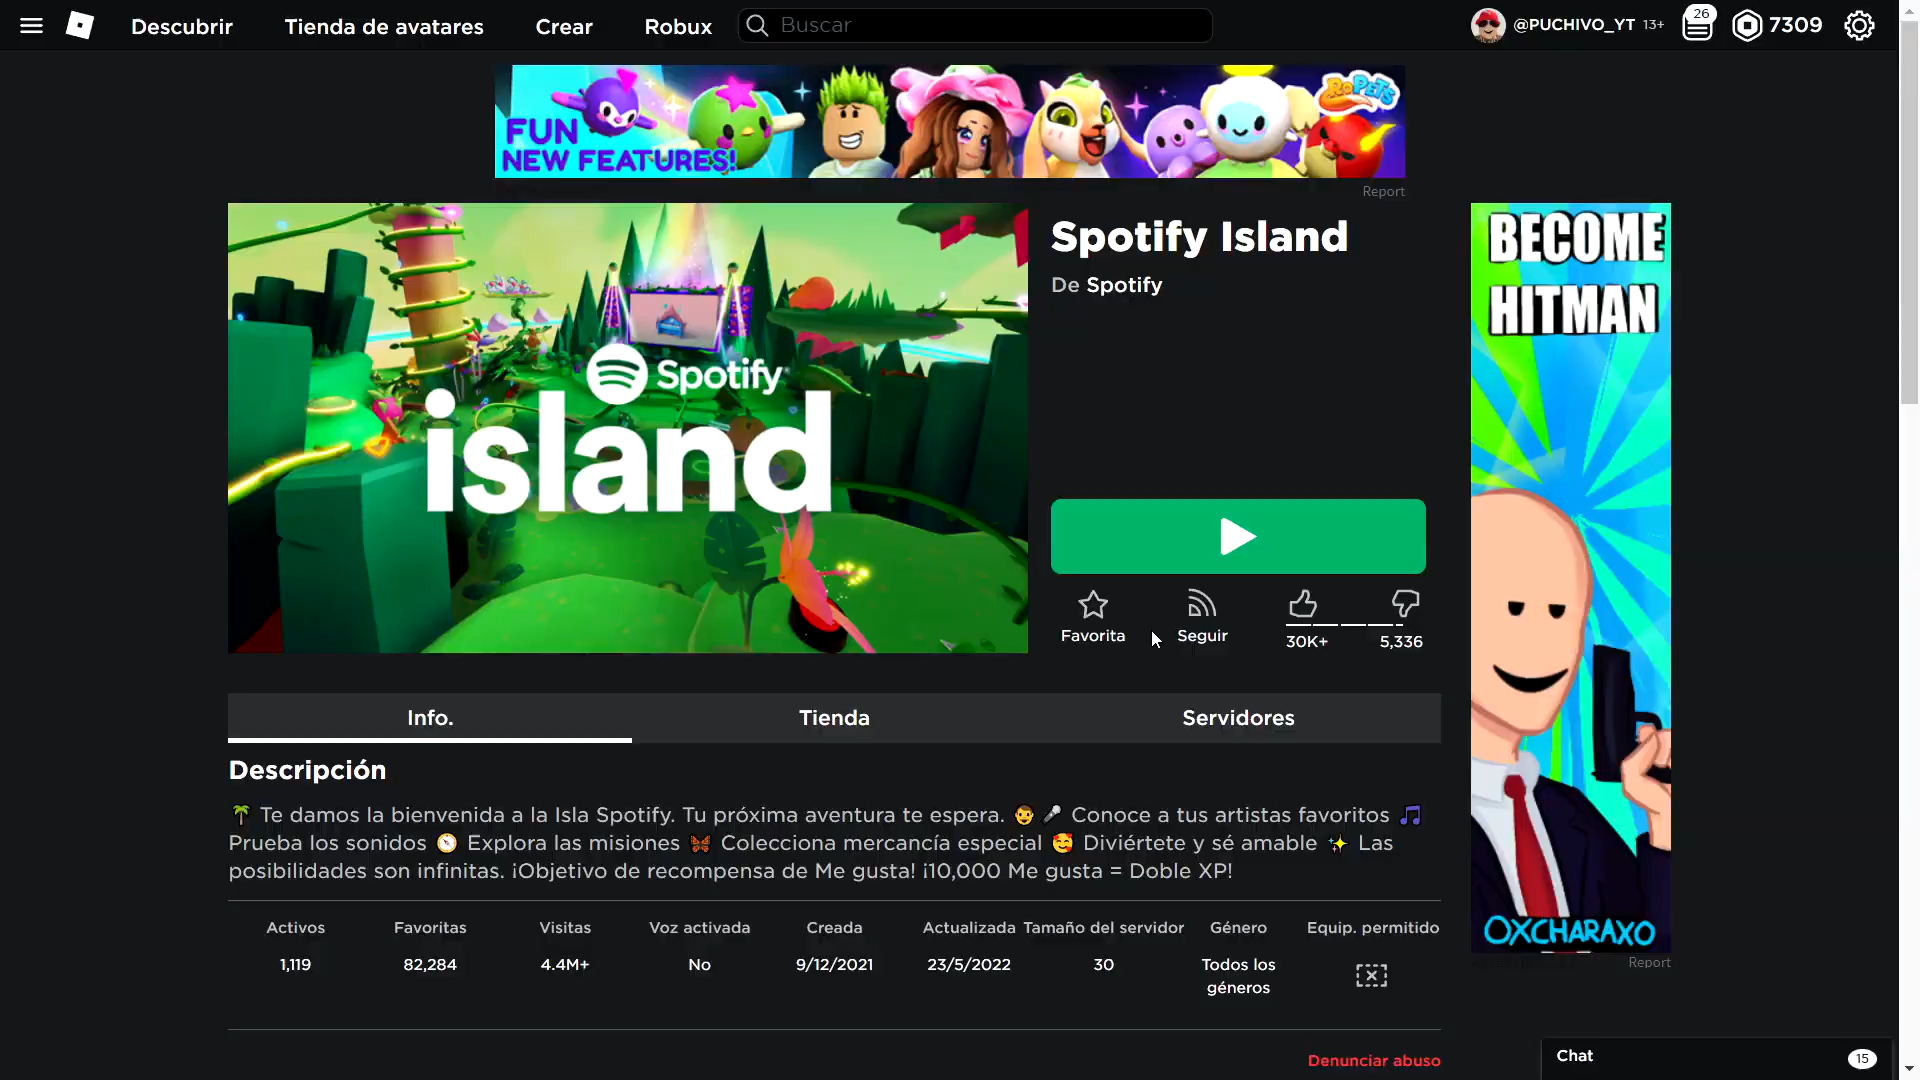 Descubrir Tienda de avatares Crear Robux Buscar @PUCHIVO_YT 13+ 26 7309
FUN
NEW FEATURES!
RoPETS
Report
Spotify Island
De Spotify
Spotify
island
BECOME
HITMAN
Favorita Seguir 30K+ 5,336
Info. Tienda Servidores
Descripción
🌴 Te damos la bienvenida a la Isla Spotify. Tu próxima aventura te espera. 🧑‍🎤 Conoce a tus artistas favoritos 🎵
Prueba los sonidos 🧭 Explora las misiones 🦋 Colecciona mercancía especial 🥰 Diviértete y sé amable ✨ Las
posibilidades son infinitas. ¡Objetivo de recompensa de Me gusta! ¡10,000 Me gusta = Doble XP!
Activos Favoritas Visitas Voz activada Creada Actualizada Tamaño del servidor Género Equip. permitido
1,119 82,284 4.4M+ No 9/12/2021 23/5/2022 30 Todos los
géneros
OXCHARAXO
Report
Denunciar abuso
Chat 15